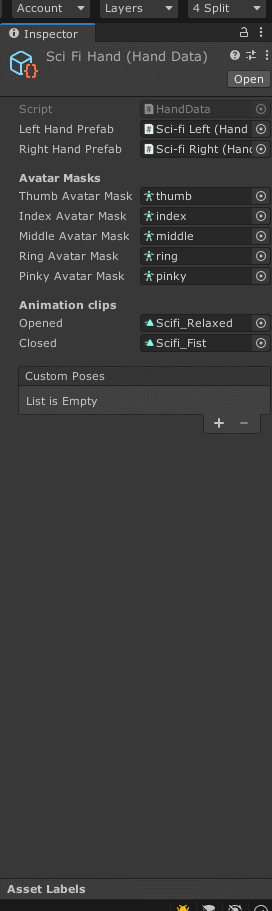 Account Layers 4 Split
Inspector
Sci Fi Hand (Hand Data)
Open
Script HandData
Left Hand Prefab Sci-fi Left (Hand
Right Hand Prefab Sci-fi Right (Hand
Avatar Masks
Thumb Avatar Mask thumb
Index Avatar Mask index
Middle Avatar Mask middle
Ring Avatar Mask ring
Pinky Avatar Mask pinky
Animation clips
Opened Scifi_Relaxed
Closed Scifi_Fist
Custom Poses
List is Empty
Asset Labels